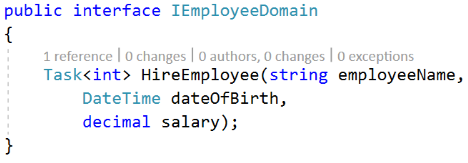 public interface IEmployeeDomain
{
1 reference | 0 changes | 0 authors, 0 changes | 0 exceptions
Task<int> HireEmployee(string employeeName,
DateTime dateOfBirth,
decimal salary);
}